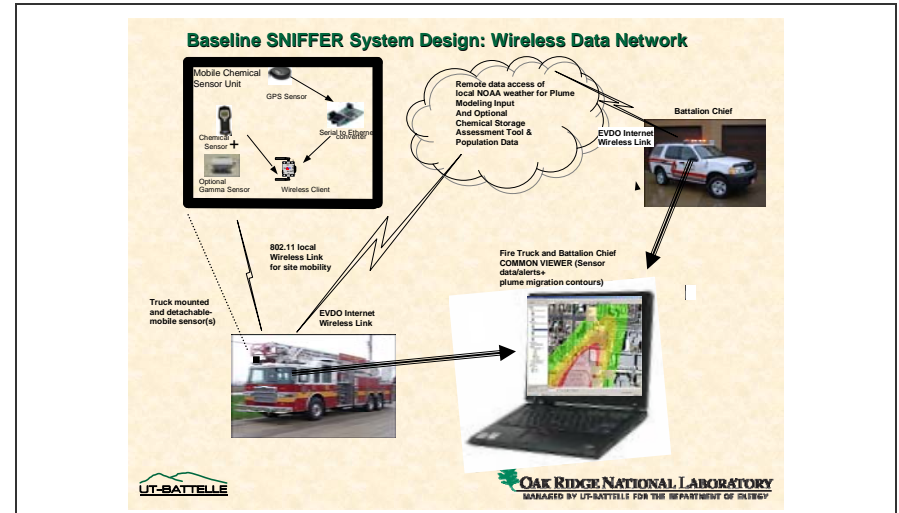 Baseline SNIFFER System Design: Wireless Data Network
Mobile Chemical
Sensor Unit
GPS Sensor
Serial to Etherne
converter
Chemical
Sensor
+
Optional
Gamma Sensor
Wireless Client
Remote data access of
local NOAA weather for Plume
Modeling Input
And Optional
Chemical Storage
Assessment Tool &
Population Data
Battalion Chief
EVDO Internet
Wireless Link
802.11 local
Wireless Link
for site mobility
Fire Truck and Battalion Chief
COMMON VIEWER (Sensor
data/alerts+
plume migration contours)
Truck mounted
and detachable-
mobile sensor(s)
EVDO Internet
Wireless Link
UT-BATTELLE
OAK RIDGE NATIONAL LABORATORY
MANAGED BY UT-BATTELLE FOR THE DEPARTMENT OF ENERGY